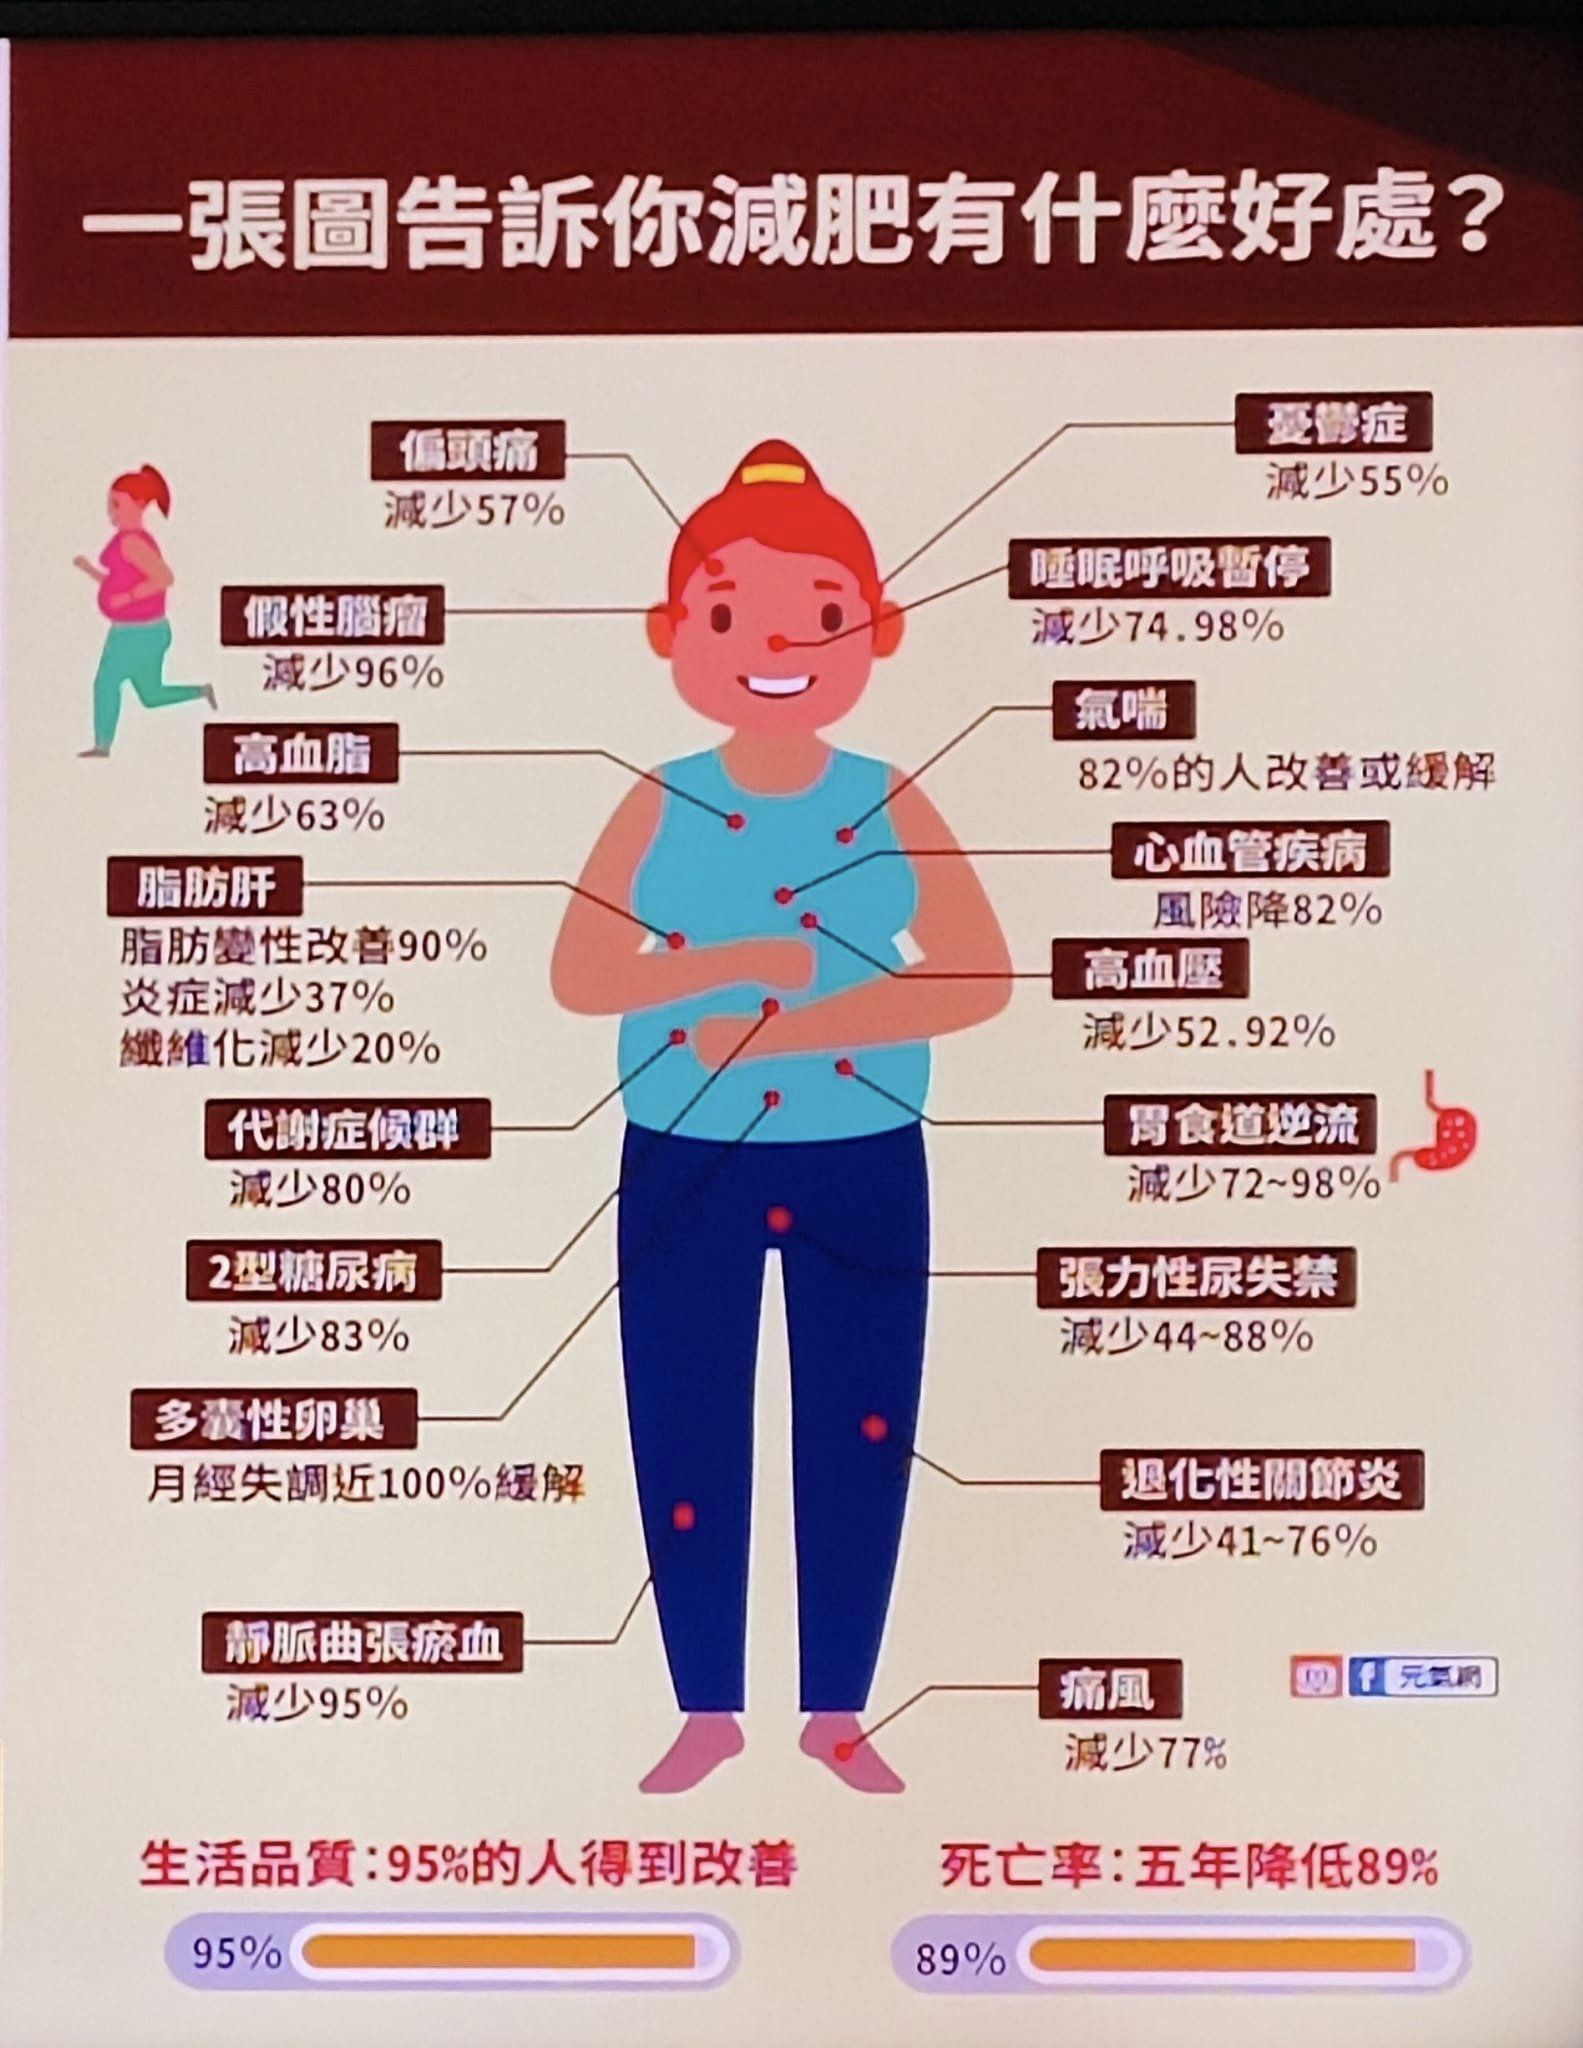 一張圖告訴你減肥有什麼好處？
偏頭痛
減少57%
憂鬱症
減少55%
假性腦瘤
減少96%
睡眠呼吸暫停
減少74.98%
高血脂
減少63%
氣喘
82%的人改善或緩解
脂肪肝
脂肪變性改善90%
炎症減少37%
纖維化減少20%
心血管疾病
風險降82%
高血壓
減少52.92%
代謝症候群
減少80%
胃食道逆流
減少72~98%
2型糖尿病
減少83%
張力性尿失禁
減少44~88%
多囊性卵巢
月經失調近100%緩解
退化性關節炎
減少41~76%
靜脈曲張瘀血
減少95%
痛風
減少77%
f 元氣網
生活品質：95%的人得到改善
95%
死亡率：五年降低89%
89%